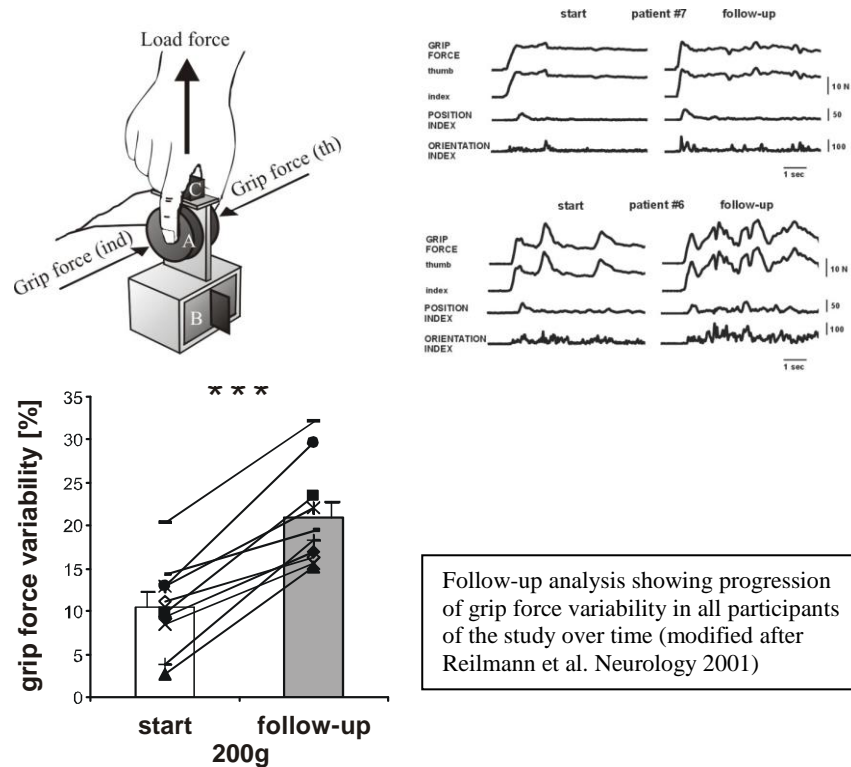 Load force
Grip force (th)
C
A
B
Grip force (ind)
start patient #7 follow-up
GRIP
FORCE
thumb
index
10 N
POSITION
INDEX
50
ORIENTATION
INDEX
100
1 sec
start patient #6 follow-up
GRIP
FORCE
thumb
index
10 N
POSITION
INDEX
50
ORIENTATION
INDEX
100
1 sec
grip force variability [%]
***
35
30
25
20
15
10
5
0
start follow-up
200g
Follow-up analysis showing progression
of grip force variability in all participants
of the study over time (modified after
Reilmann et al. Neurology 2001)